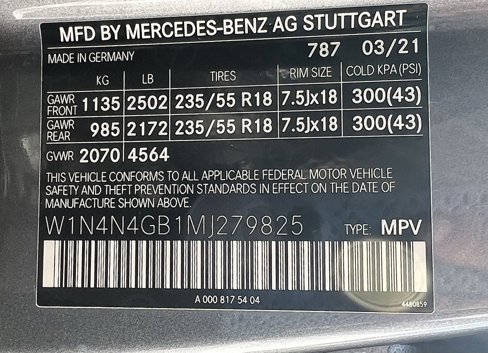 MFD BY MERCEDES-BENZ AG STUTTGART
MADE IN GERMANY 787 03/21
KG LB TIRES RIM SIZE COLD KPA (PSI)
GAWR FRONT 1135 2502 235/55 R18 7.5Jx18 300(43)
GAWR REAR 985 2172 235/55 R18 7.5Jx18 300(43)
GVWR 2070 4564
THIS VEHICLE CONFORMS TO ALL APPLICABLE FEDERAL MOTOR VEHICLE
SAFETY AND THEFT PREVENTION STANDARDS IN EFFECT ON THE DATE OF
MANUFACTURE SHOWN ABOVE.
W1N4N4GB1MJ279825 TYPE: MPV
A 000 817 54 04
4480859